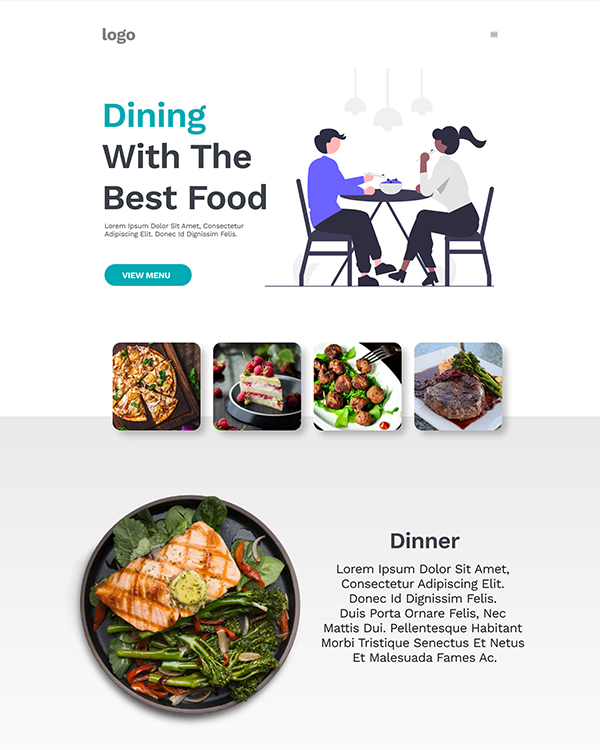 logo
Dining
With The
Best Food
Lorem Ipsum Dolor Sit Amet, Consectetur
Adipiscing Elit. Donec Id Dignissim Felis.
VIEW MENU
Dinner
Lorem Ipsum Dolor Sit Amet,
Consectetur Adipiscing Elit.
Donec Id Dignissim Felis.
Duis Porta Ornare Felis, Nec
Mattis Dui. Pellentesque Habitant
Morbi Tristique Senectus Et Netus
Et Malesuada Fames Ac.